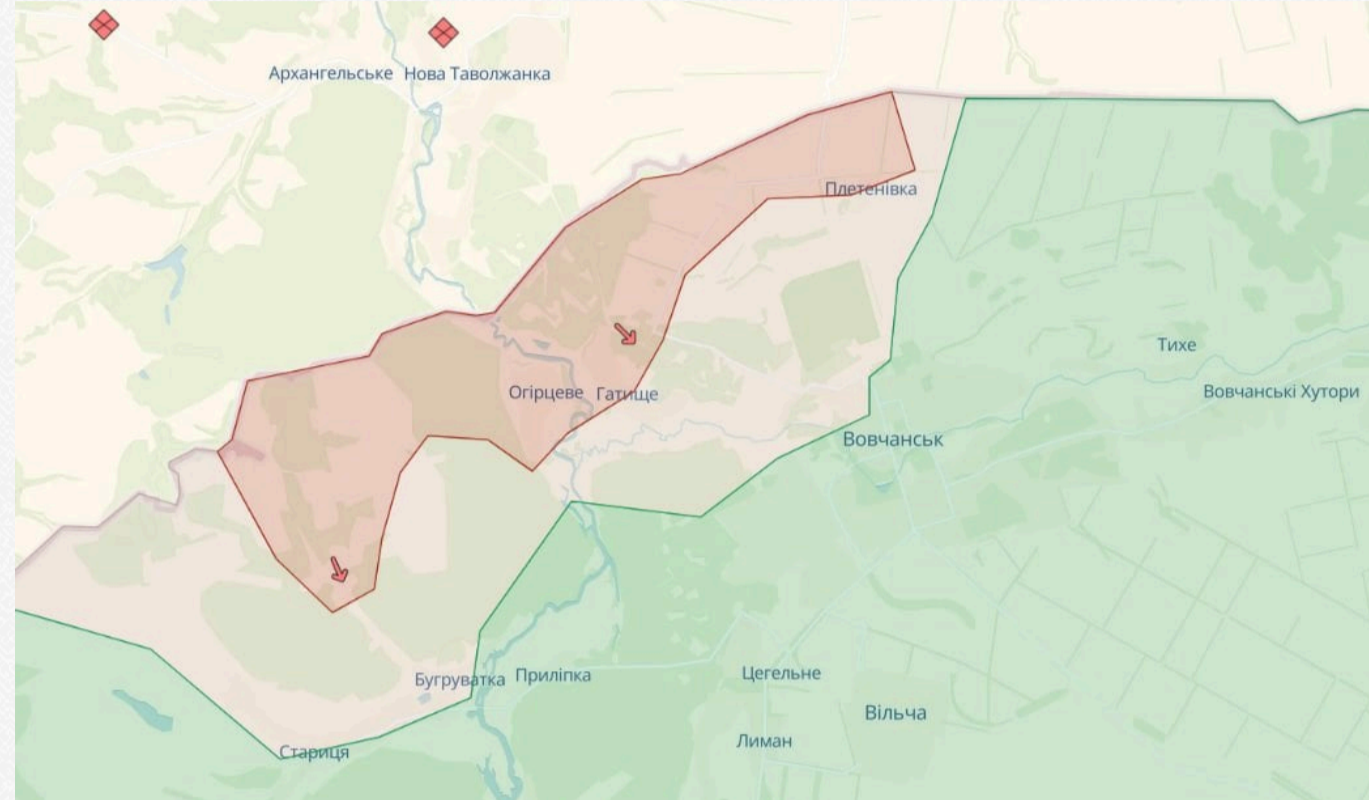 Архангельське
Нова Таволжанка
Плетенівка
Тихе
Огірцеве
Гатище
Вовчанські Хутори
Вовчанськ
Бугруватка
Приліпка
Цегельне
Вільча
Лиман
Стариця